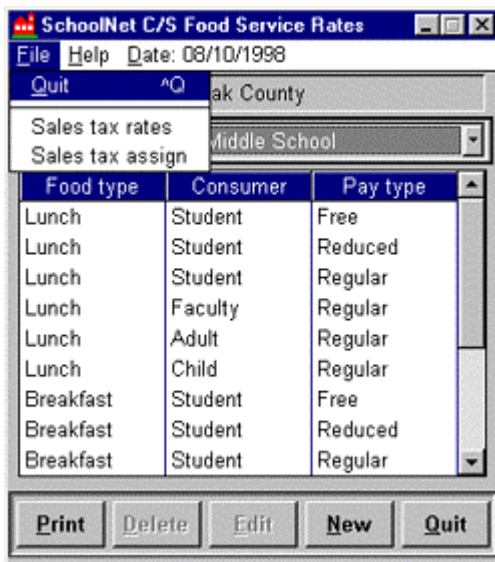 SchoolNet C/S Food Service Rates
File Help Date: 08/10/1998
Quit ^Q
ak County
Sales tax rates
Middle School
Sales tax assign
Food type Consumer Pay type
Lunch Student Free
Lunch Student Reduced
Lunch Student Regular
Lunch Faculty Regular
Lunch Adult Regular
Lunch Child Regular
Breakfast Student Free
Breakfast Student Reduced
Breakfast Student Regular
Print Delete Edit New Quit